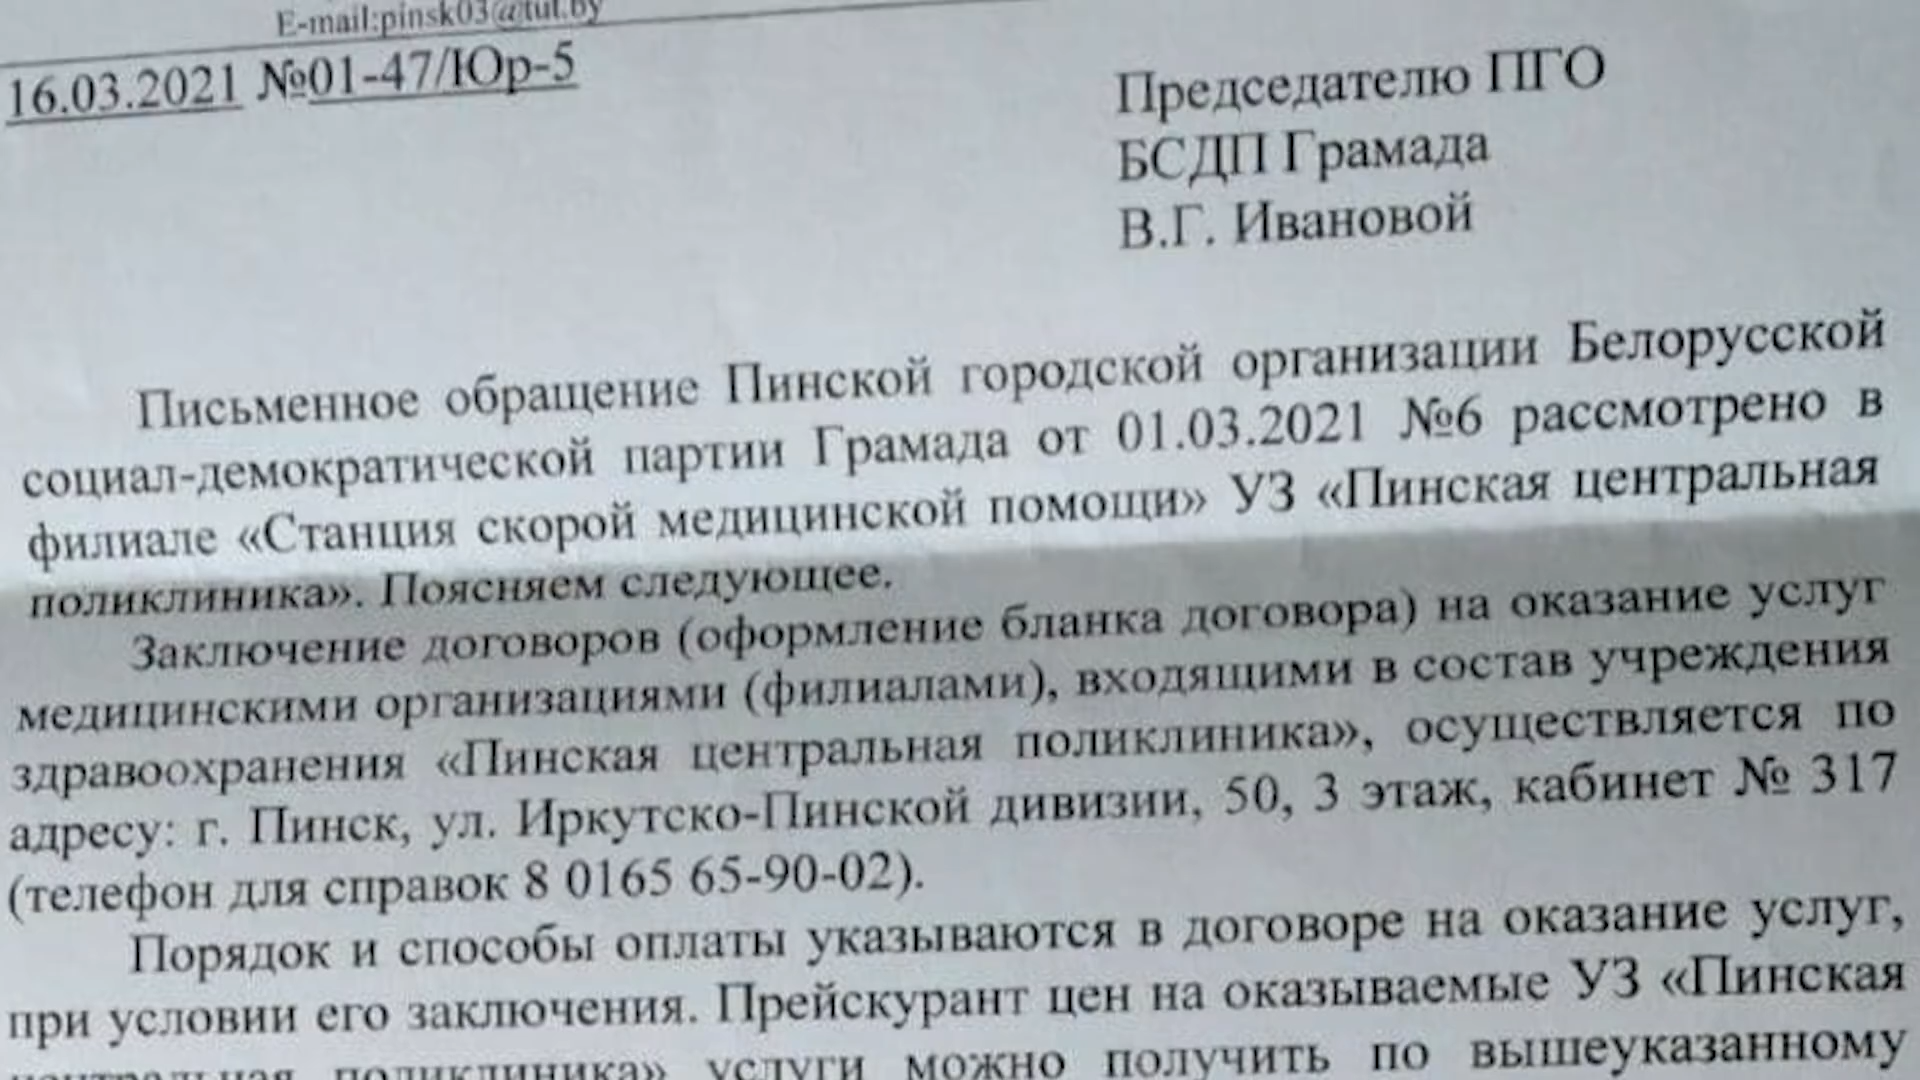 E-mail:pinsk03@tut.by
16.03.2021 №01-47/Юр-5
Председателю ПГО
БСДП Грамада
В.Г. Ивановой
Письменное обращение Пинской городской организации Белорусской
социал-демократической партии Грамада от 01.03.2021 №6 рассмотрено в
филиале «Станция скорой медицинской помощи» УЗ «Пинская центральная
поликлиника». Поясняем следующее.
Заключение договоров (оформление бланка договора) на оказание услуг
медицинскими организациями (филиалами), входящими в состав учреждения
здравоохранения «Пинская центральная поликлиника», осуществляется по
адресу: г. Пинск, ул. Иркутско-Пинской дивизии, 50, 3 этаж, кабинет № 317
(телефон для справок 8 0165 65-90-02).
Порядок и способы оплаты указываются в договоре на оказание услуг,
при условии его заключения. Прейскурант цен на оказываемые УЗ «Пинская
центральная поликлиника» услуги можно получить по вышеуказанному